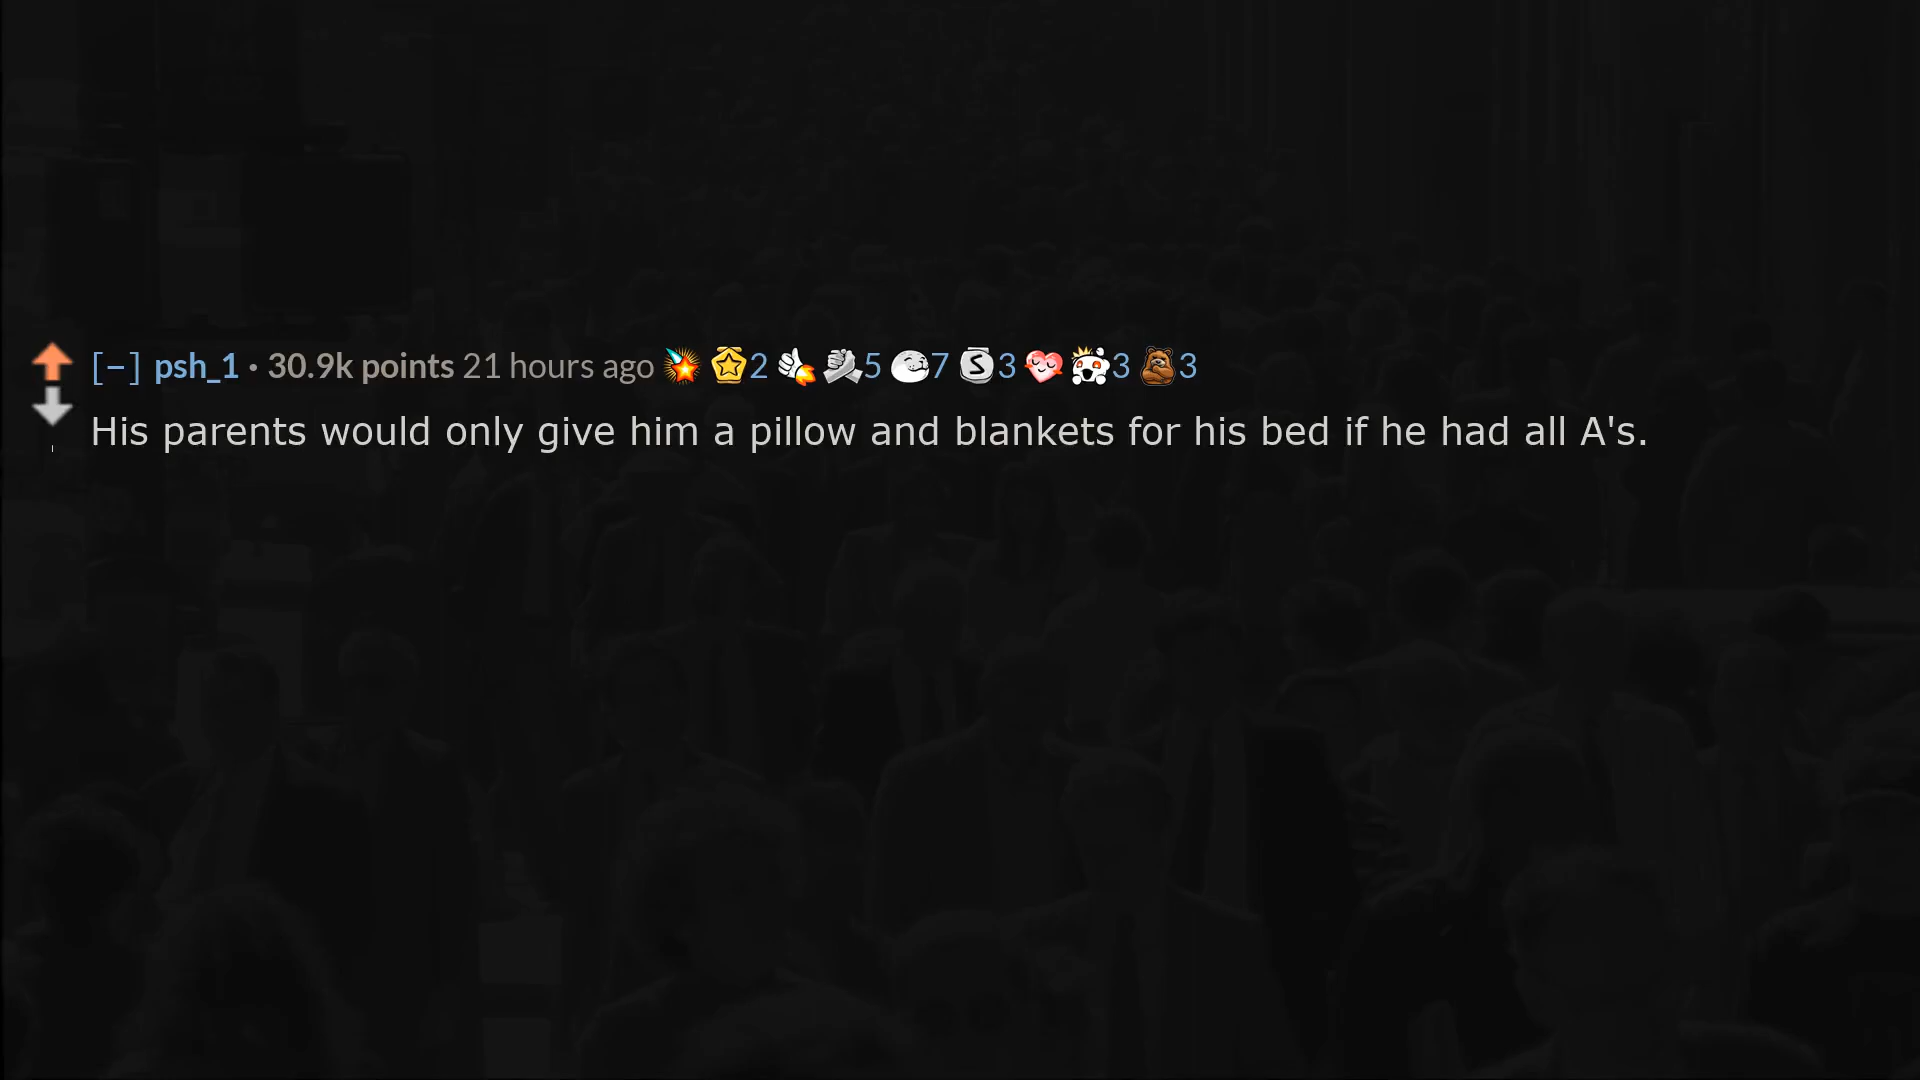 [–] psh_1 · 30.9k points 21 hours ago 2 5 7 S 3 3 3
His parents would only give him a pillow and blankets for his bed if he had all A's.